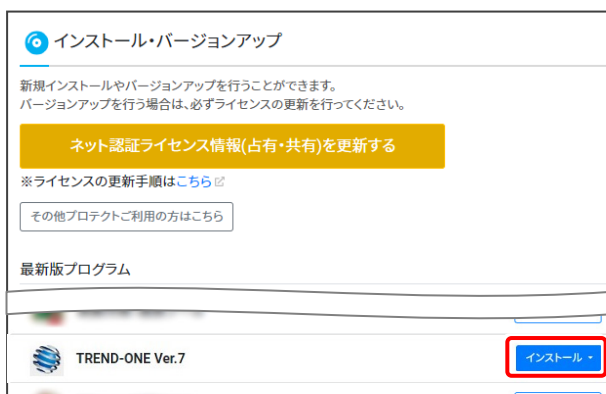 インストール・バージョンアップ
新規インストールやバージョンアップを行うことができます。
バージョンアップを行う場合は、必ずライセンスの更新を行ってください。
ネット認証ライセンス情報(占有・共有)を更新する
※ライセンスの更新手順はこちら
その他プロテクトご利用の方はこちら
最新版プログラム
TREND-ONE Ver.7
インストール